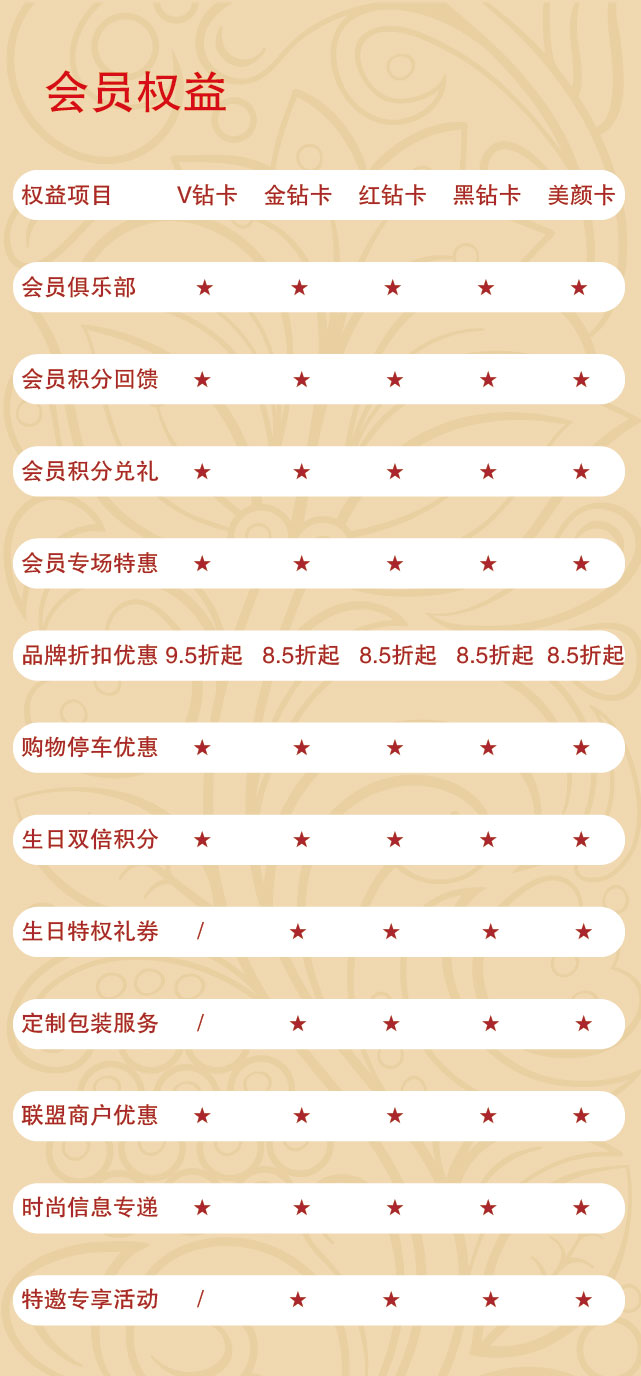 会员权益
权益项目 V钻卡 金钻卡 红钻卡 黑钻卡 美颜卡
会员俱乐部 ★ ★ ★ ★ ★
会员积分回馈 ★ ★ ★ ★ ★
会员积分兑礼 ★ ★ ★ ★ ★
会员专场特惠 ★ ★ ★ ★ ★
品牌折扣优惠 9.5折起 8.5折起 8.5折起 8.5折起 8.5折起
购物停车优惠 ★ ★ ★ ★ ★
生日双倍积分 ★ ★ ★ ★ ★
生日特权礼券 / ★ ★ ★ ★
定制包装服务 / ★ ★ ★ ★
联盟商户优惠 ★ ★ ★ ★ ★
时尚信息专递 ★ ★ ★ ★ ★
特邀专享活动 / ★ ★ ★ ★